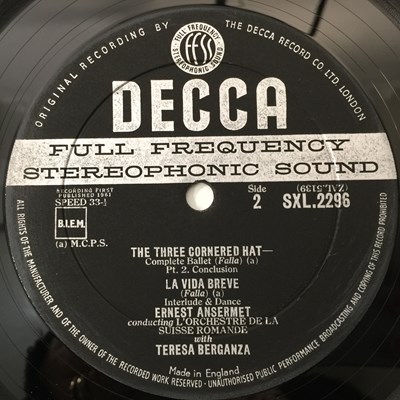 ORIGINAL RECORDING BY
THE DECCA RECORD CO LTD. LONDON
FULL FREQUENCY
ffss
STEREOPHONIC SOUND
DECCA
FULL FREQUENCY
STEREOPHONIC SOUND
RECORDING FIRST
PUBLISHED 1961
SPEED 33-⅓
B.I.E.M.
(a) M.C.P.S.
Side
2
(ZAL.5139)
SXL.2296
THE THREE CORNERED HAT—
Complete Ballet (Falla) (a)
Pt. 2. Conclusion
LA VIDA BREVE
(Falla) (a)
Interlude & Dance
ERNEST ANSERMET
conducting L'ORCHESTRE DE LA
SUISSE ROMANDE
with
TERESA BERGANZA
Made in England
ALL RIGHTS OF THE MANUFACTURER AND OF THE OWNER OF THE RECORDED WORK RESERVED–UNAUTHORISED PUBLIC PERFORMANCE BROADCASTING AND COPYING OF THIS RECORD PROHIBITED